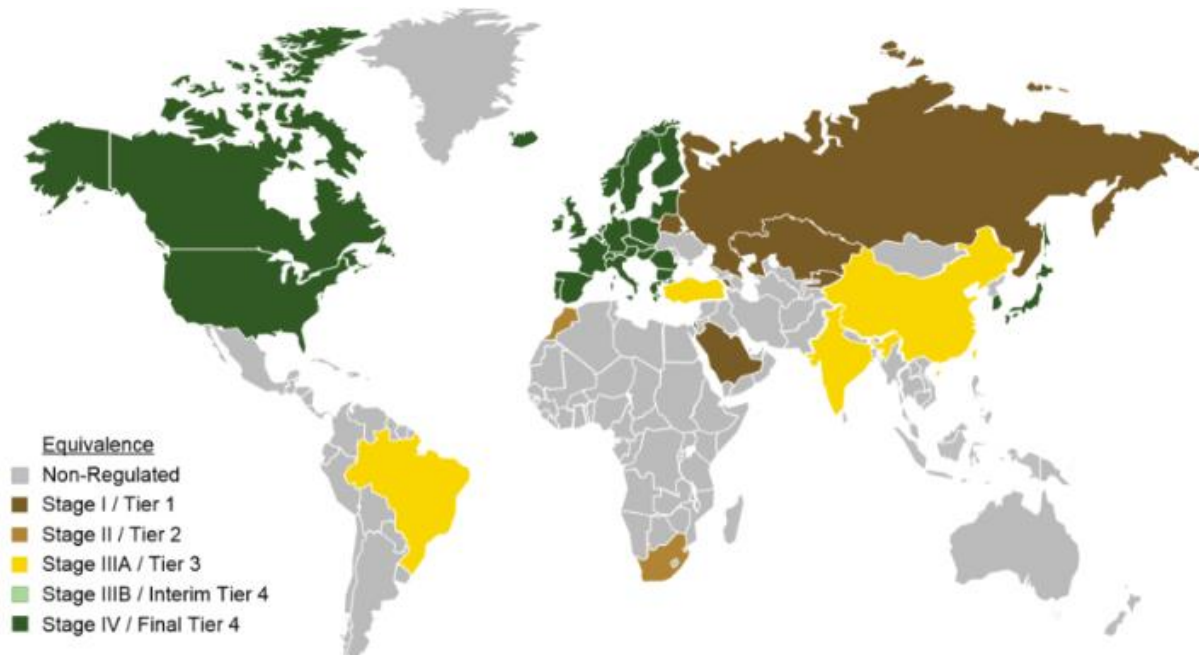 Equivalence
Non-Regulated
Stage I / Tier 1
Stage II / Tier 2
Stage IIIA / Tier 3
Stage IIIB / Interim Tier 4
Stage IV / Final Tier 4